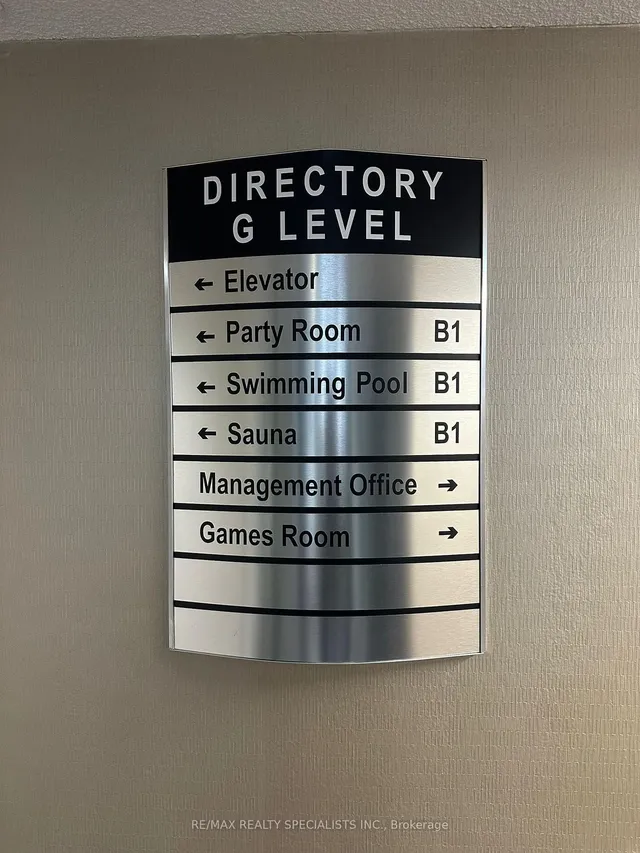 DIRECTORY
G LEVEL
← Elevator
← Party Room B1
← Swimming Pool B1
← Sauna B1
Management Office →
Games Room →
RE/MAX REALTY SPECIALISTS INC., Brokerage